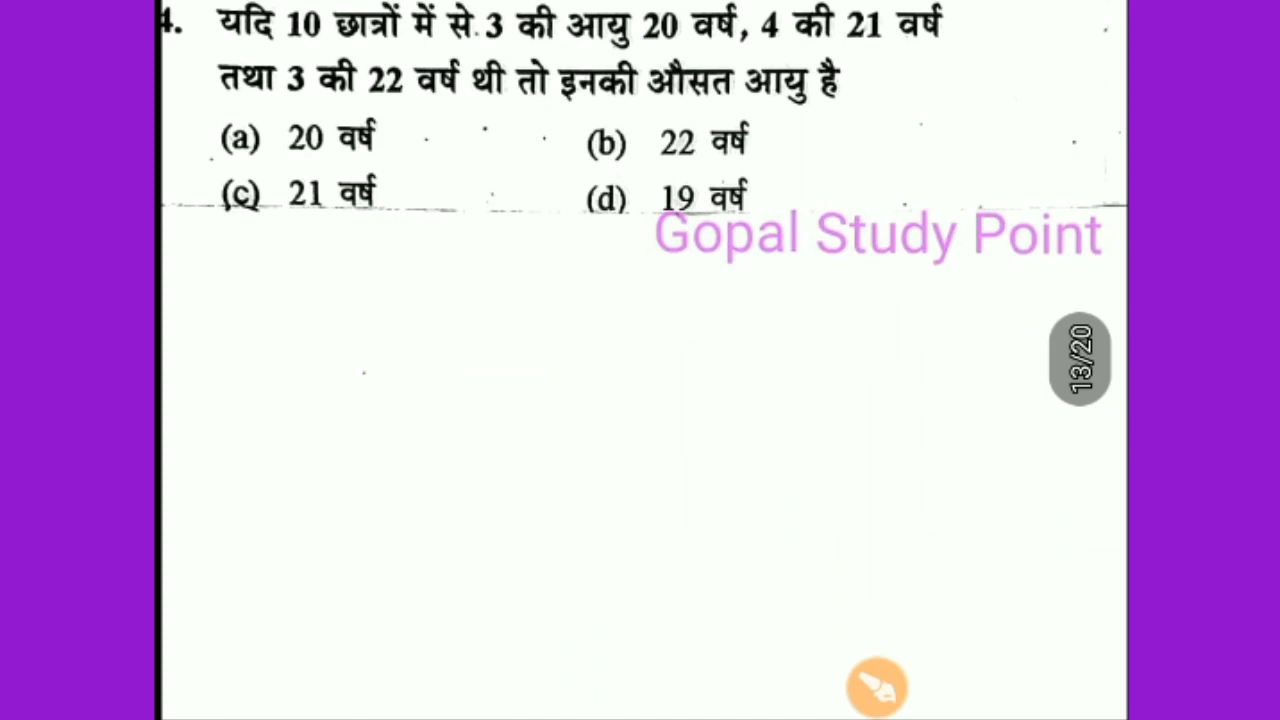 4. यदि 10 छात्रों में से 3 की आयु 20 वर्ष, 4 की 21 वर्ष
तथा 3 की 22 वर्ष थी तो इनकी औसत आयु है
(a) 20 वर्ष (b) 22 वर्ष
(c) 21 वर्ष (d) 19 वर्ष
Gopal Study Point
13/20